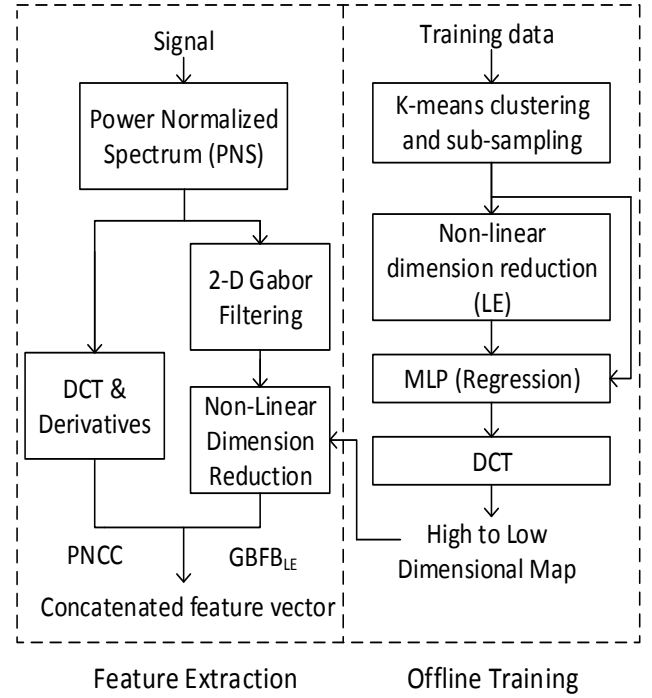 Signal
Power Normalized
Spectrum (PNS)
2-D Gabor
Filtering
DCT &
Derivatives
Non-Linear
Dimension
Reduction
PNCC
GBFB_LE
Concatenated feature vector
Feature Extraction
Training data
K-means clustering
and sub-sampling
Non-linear
dimension reduction
(LE)
MLP (Regression)
DCT
High to Low
Dimensional Map
Offline Training